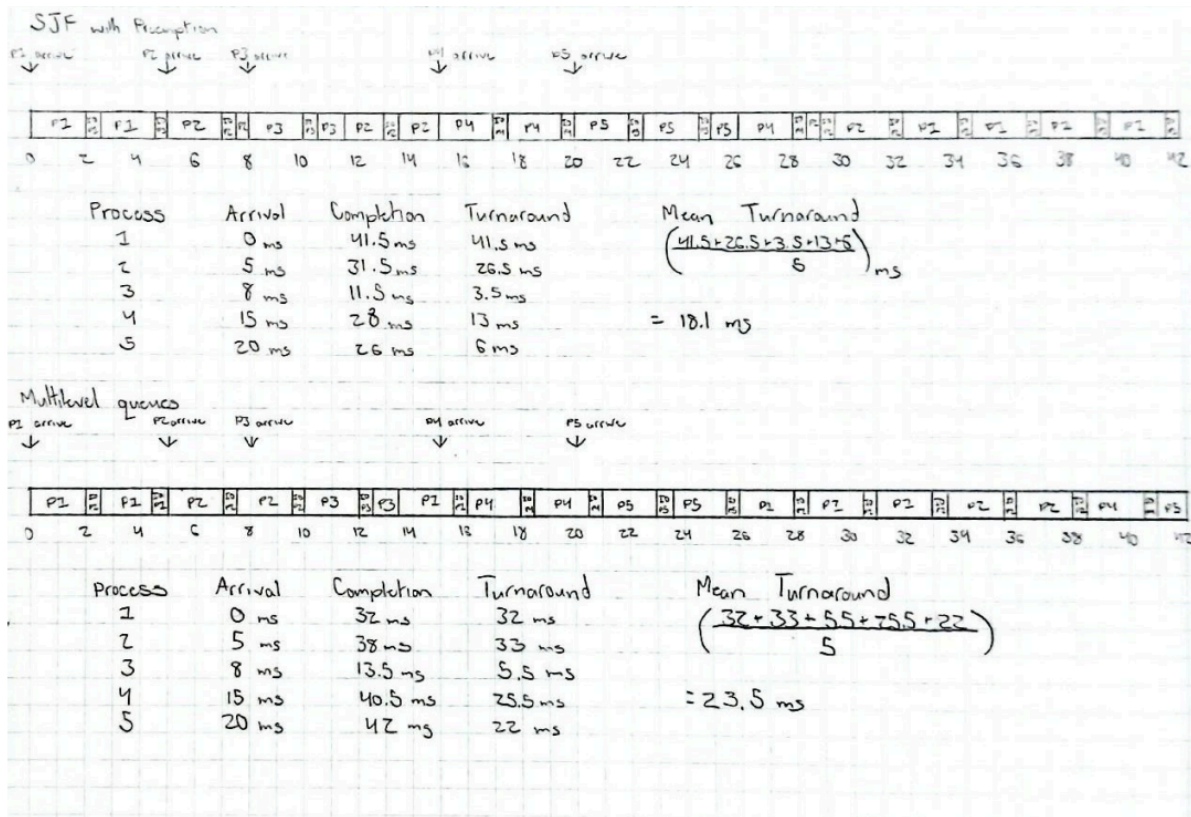 SJF with Preemption
P1 arrive P2 arrive P3 arrive P4 arrive P5 arrive
P1 P1 P2 P3 P3 P2 P2 P4 P4 P5 P5 P5 P4 P2 P1 P1 P1 P1
0 2 4 6 8 10 12 14 16 18 20 22 24 26 28 30 32 34 36 38 40 42
Process Arrival Completion Turnaround Mean Turnaround
1 0 ms 41.5 ms 41.5 ms (41.5+26.5+3.5+13+6
2 5 ms 31.5 ms 26.5 ms 5) ms
3 8 ms 11.5 ms 3.5 ms
4 15 ms 28 ms 13 ms = 18.1 ms
5 20 ms 26 ms 6 ms
Multilevel queues
P1 arrive P2 arrive P3 arrive P4 arrive P5 arrive
P1 P1 P2 P2 P3 P3 P1 P4 P4 P5 P5 P1 P1 P2 P4 P5
0 2 4 6 8 10 12 14 16 18 20 22 24 26 28 30 32 34 36 38 40 42
Process Arrival Completion Turnaround Mean Turnaround
1 0 ms 32 ms 32 ms (32+33+5.5+25.5+22
2 5 ms 38 ms 33 ms 5)
3 8 ms 13.5 ms 5.5 ms
4 15 ms 40.5 ms 25.5 ms = 23.5 ms
5 20 ms 42 ms 22 ms